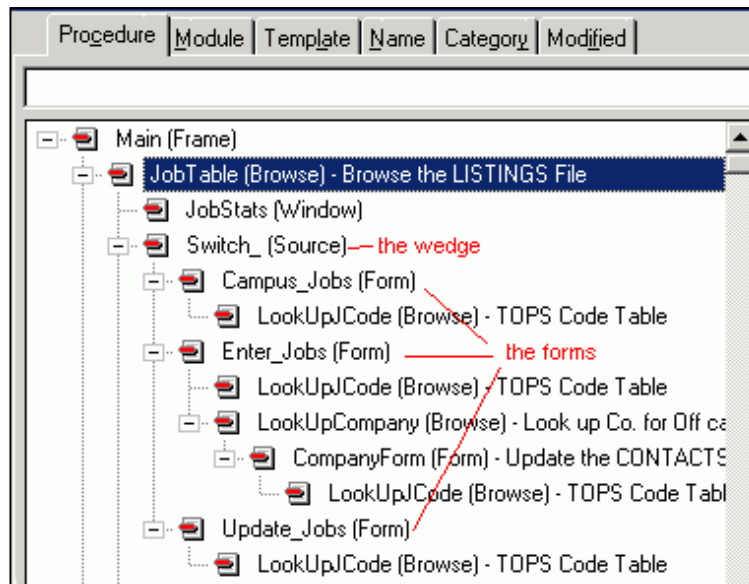 Procedure Module Template Name Category Modified
Main (Frame)
JobTable (Browse) - Browse the LISTINGS File
JobStats (Window)
Switch_ (Source) the wedge
Campus_Jobs (Form)
LookUpJCode (Browse) - TOPS Code Table
Enter_Jobs (Form) the forms
LookUpJCode (Browse) - TOPS Code Table
LookUpCompany (Browse) - Look up Co. for Off ca
CompanyForm (Form) - Update the CONTACTS
LookUpJCode (Browse) - TOPS Code Tabl
Update_Jobs (Form)
LookUpJCode (Browse) - TOPS Code Table